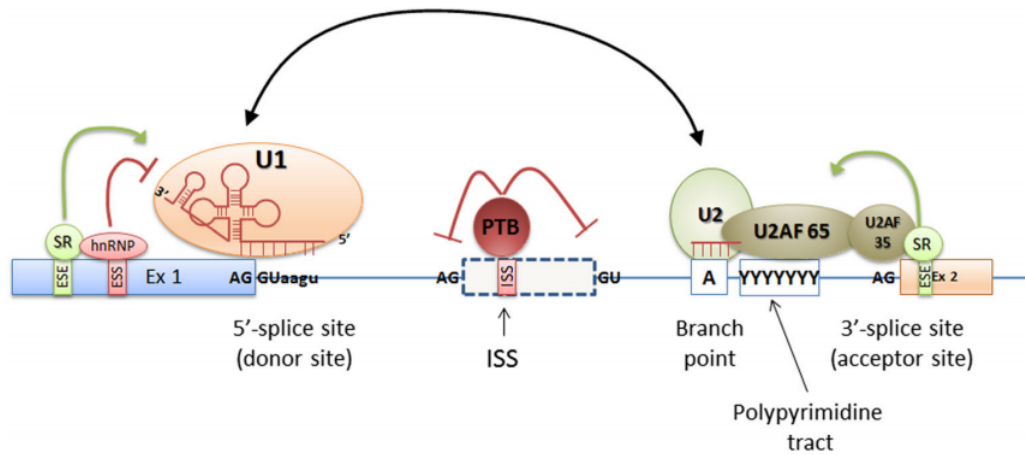 U1
3'
5'
SR
hnRNP
ESE
ESS
Ex 1
AG
GUaagu
PTB
AG
ISS
GU
U2
U2AF 65
U2AF
35
SR
A
YYYYYYY
AG
ESE
Ex 2
5'-splice site
(donor site)
ISS
Branch
point
3'-splice site
(acceptor site)
Polypyrimidine
tract